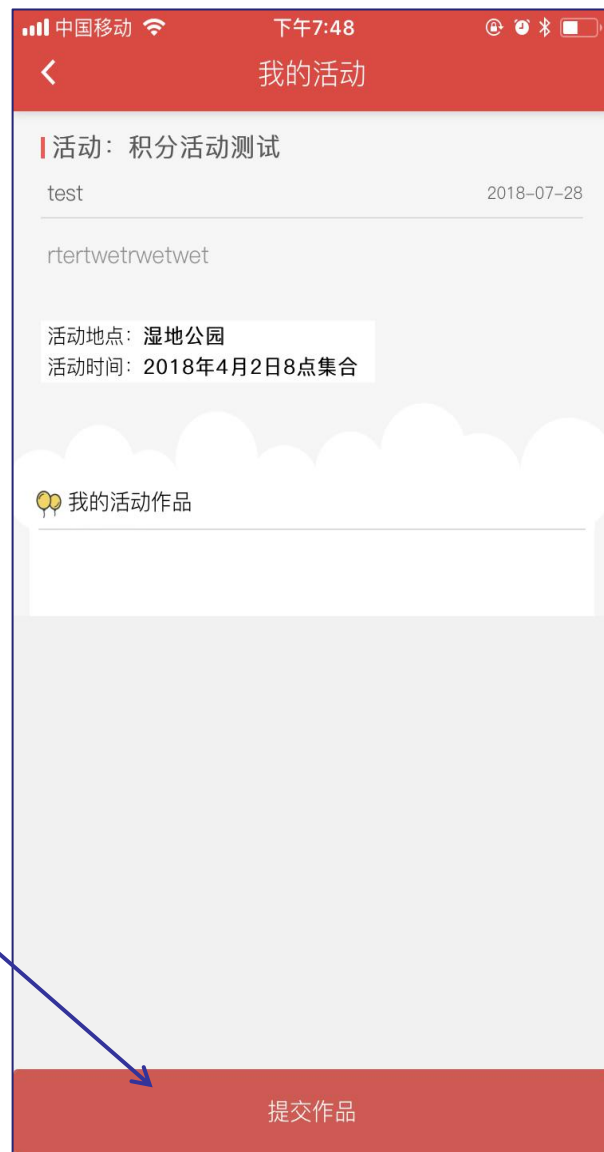 中国移动 下午7:48
我的活动
活动：积分活动测试
test 2018-07-28
rtertwetrwetwet
活动地点：湿地公园
活动时间：2018年4月2日8点集合
我的活动作品
提交作品